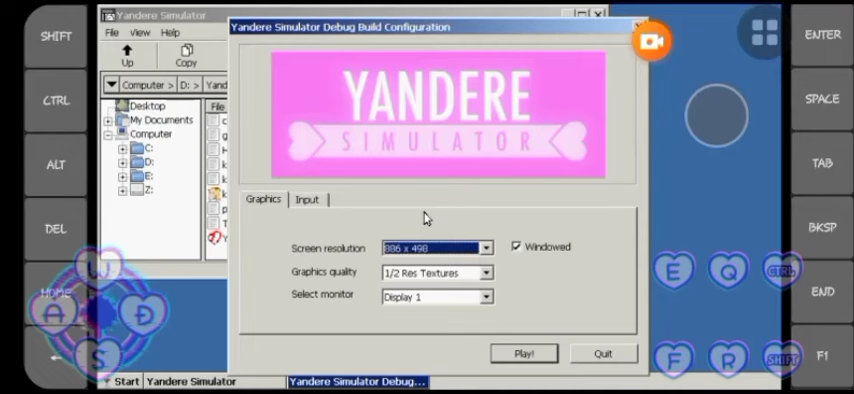 SHIFT
CTRL
ALT
DEL
HOME
W
A
D
S
Yandere Simulator
File View Help
Up
Copy
Computer > D: > Yand
Desktop
My Documents
Computer
C:
D:
E:
Z:
File
Yandere Simulator Debug Build Configuration
YANDERE
SIMULATOR
Graphics
Input
Screen resolution
886 x 498
Windowed
Graphics quality
1/2 Res Textures
Select monitor
Display 1
Play!
Quit
Start
Yandere Simulator
Yandere Simulator Debug...
ENTER
SPACE
TAB
BKSP
END
F1
E
Q
CTRL
F
R
SHIFT